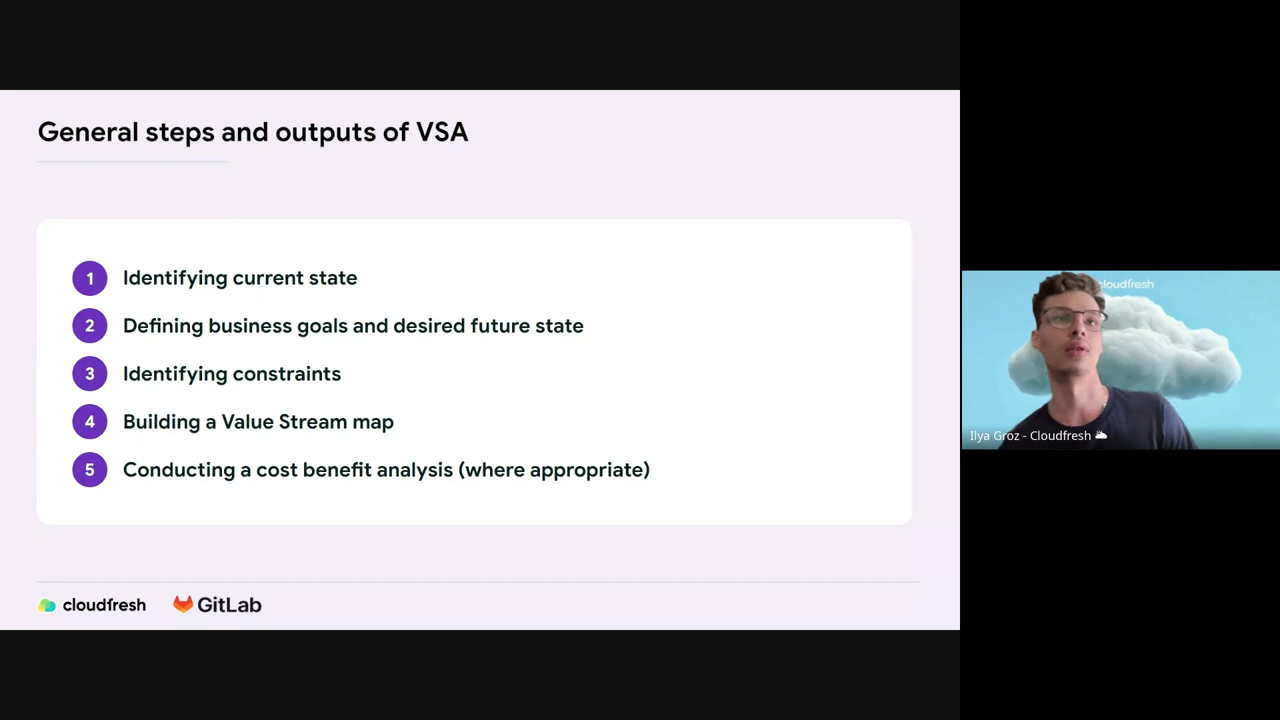 General steps and outputs of VSA
1 Identifying current state
2 Defining business goals and desired future state
3 Identifying constraints
4 Building a Value Stream map
5 Conducting a cost benefit analysis (where appropriate)
cloudfresh GitLab
cloudfresh
Ilya Groz - Cloudfresh